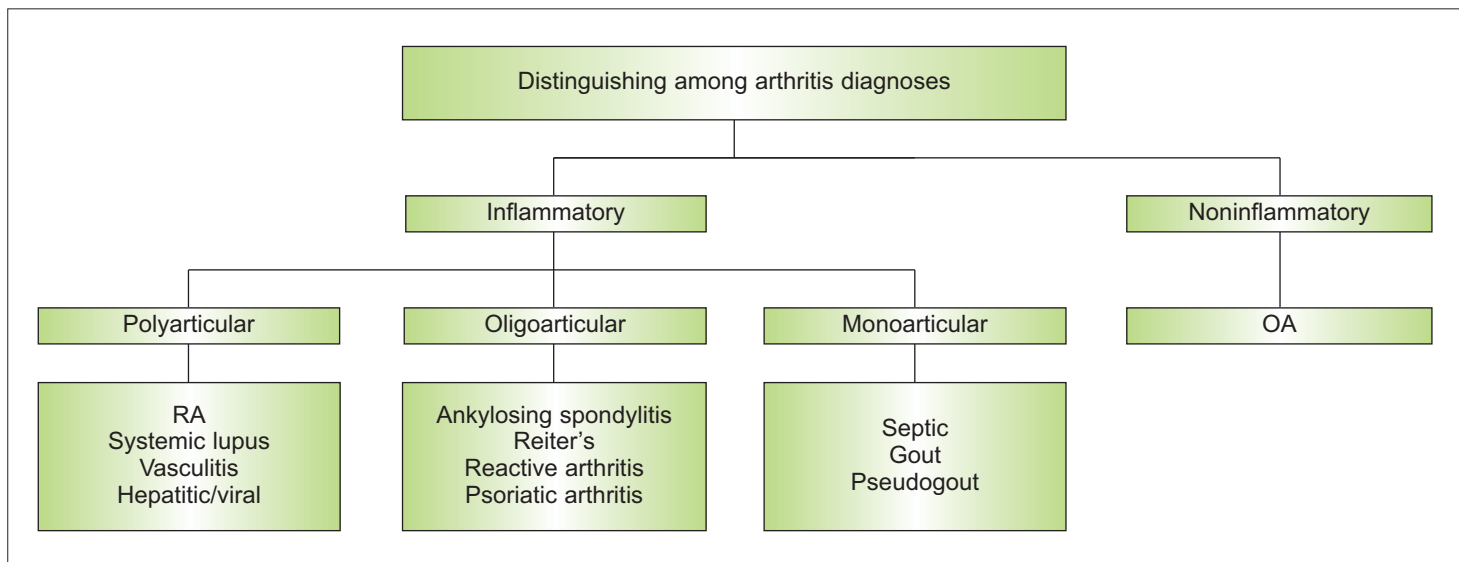 Distinguishing among arthritis diagnoses
Inflammatory
Noninflammatory
Polyarticular
Oligoarticular
Monoarticular
OA
RA
Systemic lupus
Vasculitis
Hepatitic/viral
Ankylosing spondylitis
Reiter’s
Reactive arthritis
Psoriatic arthritis
Septic
Gout
Pseudogout